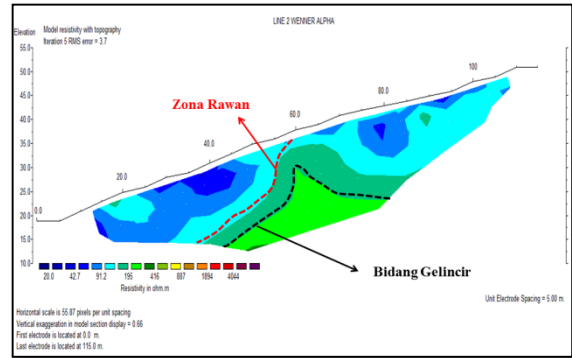 LINE 2 WENNER ALPHA
Model resistivity with topography
Elevation
Iteration 5 RMS error = 3.7
55.0
50.0
45.0
40.0
35.0
30.0
25.0
20.0
15.0
10.0
0.0
20.0
40.0
60.0
80.0
100
Zona Rawan
Bidang Gelincir
20.0 42.7 91.2 195 416 887 1894 4044
Resistivity in ohm.m
Unit Electrode Spacing = 5.00 m.
Horizontal scale is 55.07 pixels per unit spacing
Vertical exaggeration in model section display = 0.66
First electrode is located at 0.0 m.
Last electrode is located at 115.0 m.